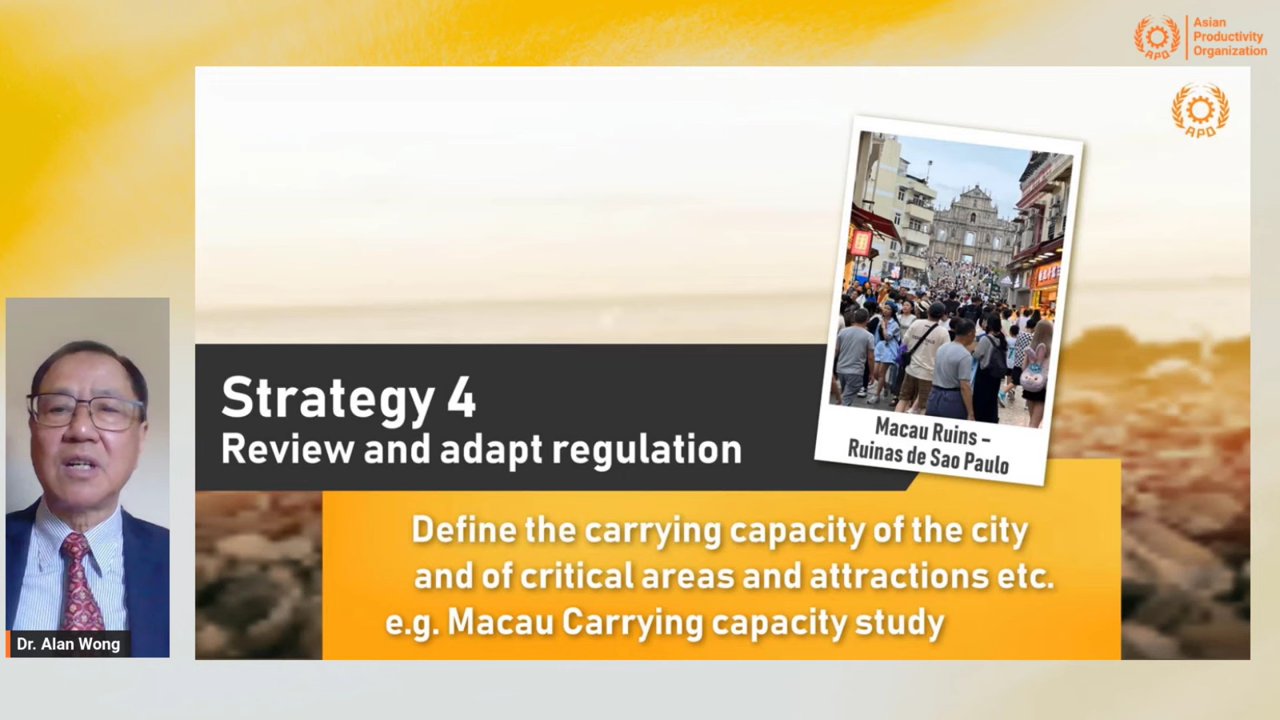 Asian
Productivity
Organization
APO
APO
Macau Ruins –
Ruinas de Sao Paulo
Strategy 4
Review and adapt regulation
Define the carrying capacity of the city
and of critical areas and attractions etc.
e.g. Macau Carrying capacity study
Dr. Alan Wong